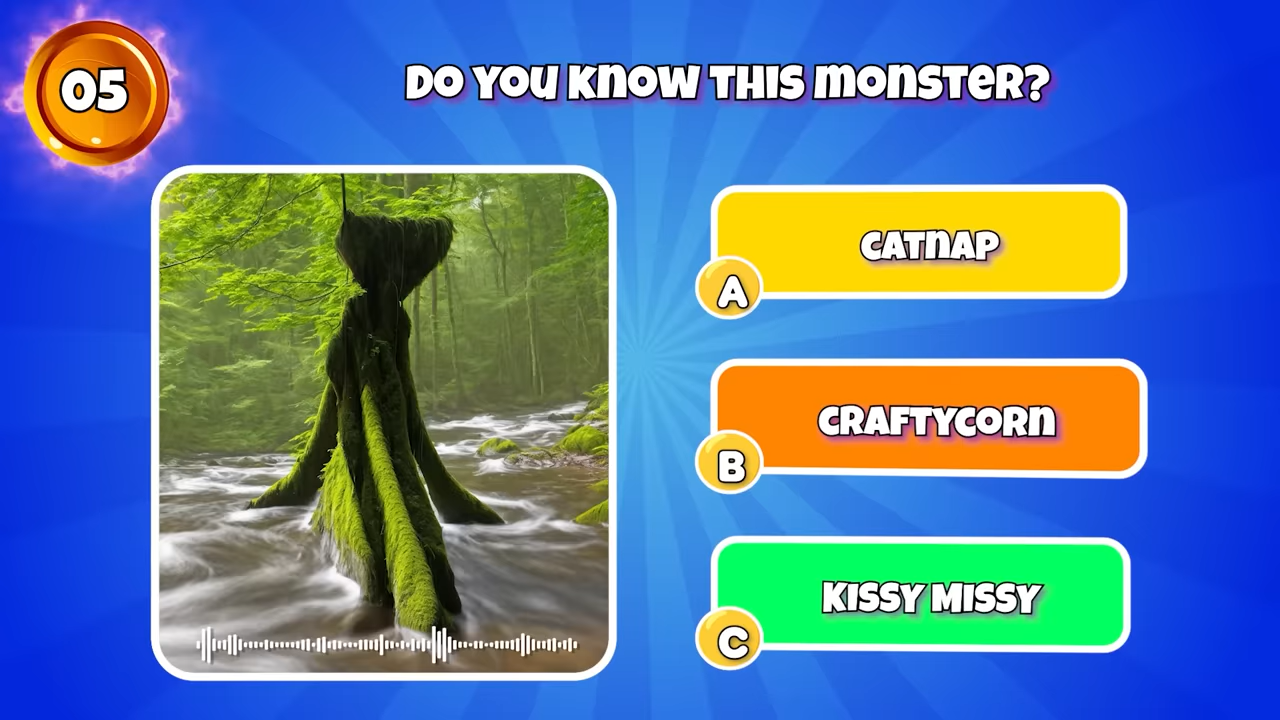 05
DO YOU KNOW THIS MONSTER?
CATNAP
A
CRAFTYCORN
B
KISSY MISSY
C